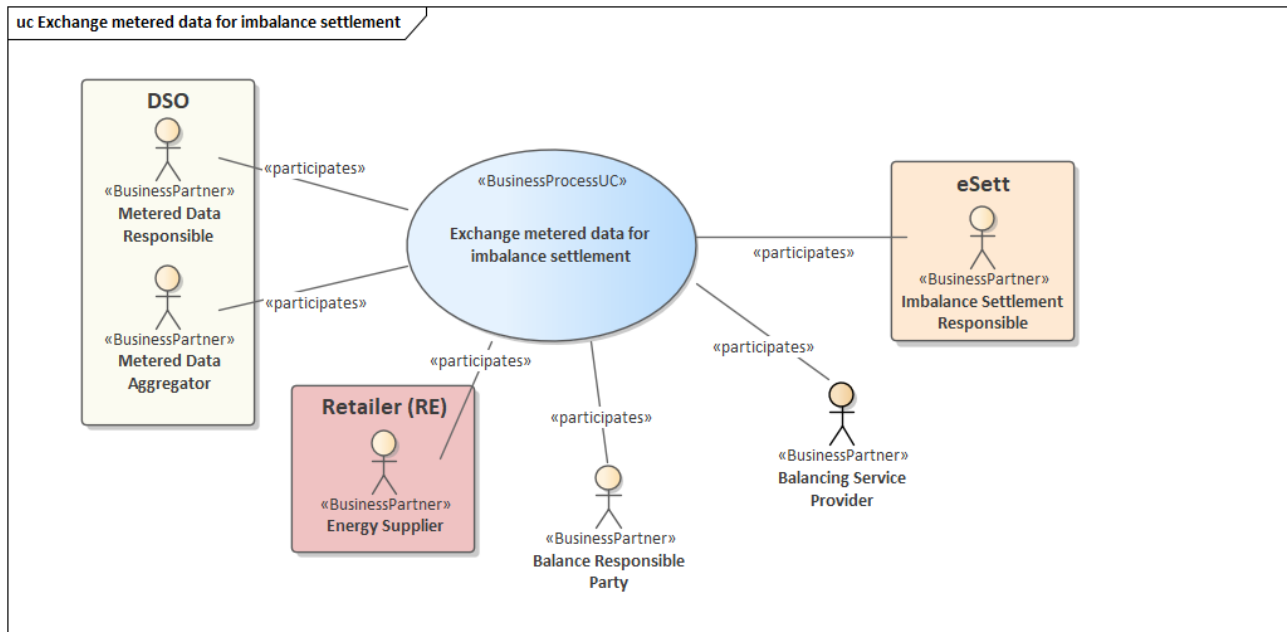 uc Exchange metered data for imbalance settlement
DSO
«BusinessPartner»
Metered Data
Responsible
«BusinessPartner»
Metered Data
Aggregator
«participates»
«participates»
«BusinessProcessUC»
Exchange metered data for
imbalance settlement
«participates»
eSett
«BusinessPartner»
Imbalance Settlement
Responsible
«participates»
Retailer (RE)
«BusinessPartner»
Energy Supplier
«participates»
«BusinessPartner»
Balance Responsible
Party
«participates»
«BusinessPartner»
Balancing Service
Provider